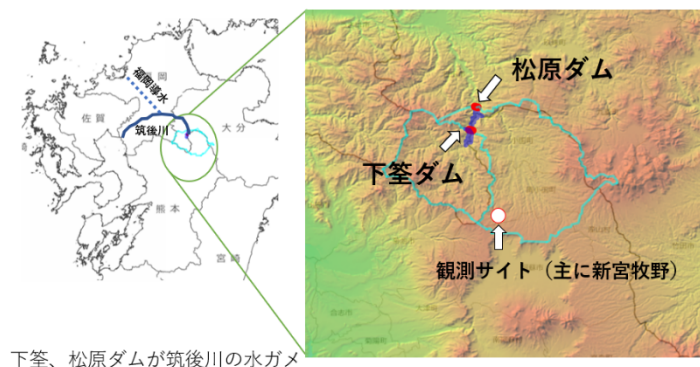 福岡導水
岡
佐賀
大分
筑後川
熊本
宮崎
松原ダム
下筌ダム
観測サイト（主に新宮牧野）
下筌、松原ダムが筑後川の水ガメ